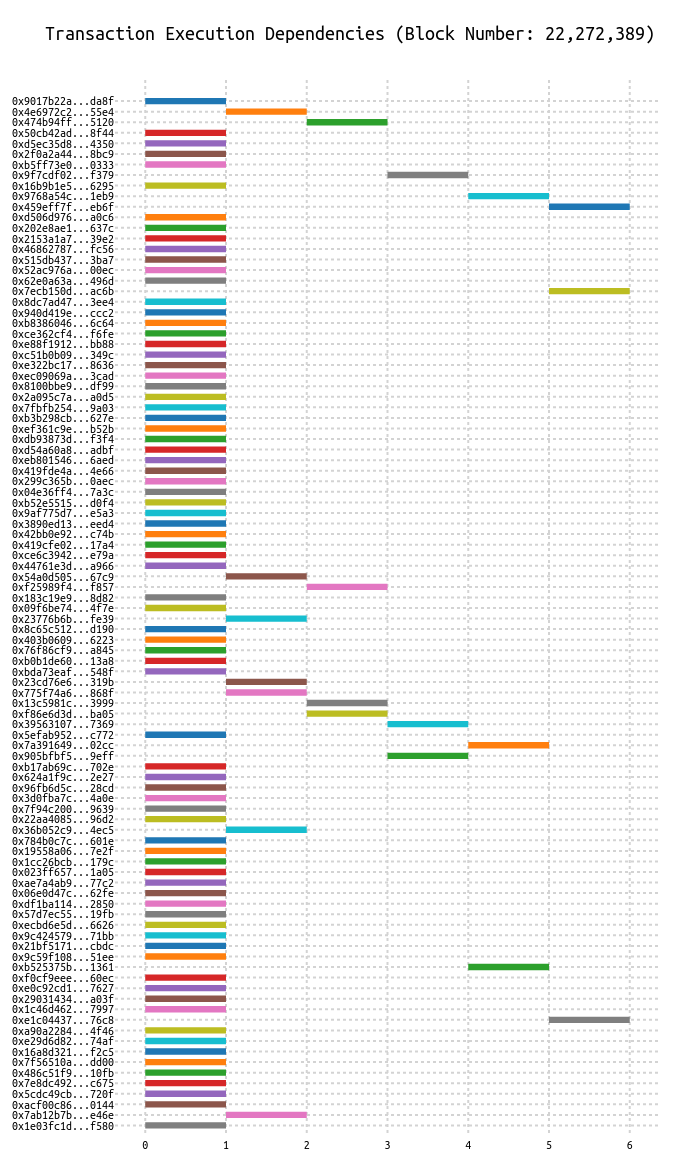 Transaction Execution Dependencies (Block Number: 22,272,389)
0x9017b22a...da8f
0x4e6972c2...55e4
0x474b94ff...5120
0x50cb42ad...8f44
0xd5ec35d8...4350
0x2f0a2a44...8bc9
0xb5ff73e0...0333
0x9f7cdf02...f379
0x16b9b1e5...6295
0x9768a54c...1eb9
0x459eff7f...eb6f
0xd506d976...a0c6
0x202e8ae1...637c
0x2153a1a7...39e2
0x46862787...fc56
0x515db437...3ba7
0x52ac976a...00ec
0x62e0a63a...496d
0x7ecb150d...ac6b
0x8dc7ad47...3ee4
0x940d419e...ccc2
0xb8386046...6c64
0xce362cf4...f6fe
0xe88f1912...bb88
0xc51b0b09...349c
0xe322bc17...8636
0xec09069a...3cad
0x8100bbe9...df99
0x2a095c7a...a0d5
0x7fbfb254...9a03
0xb3b298cb...627e
0xef361c9e...b52b
0xdb93873d...f3f4
0xd54a60a8...adbf
0xeb801546...6aed
0x419fde4a...4e66
0x299c365b...0aec
0x04e36ff4...7a3c
0xb52e5515...d0f4
0x9af775d7...e5a3
0x3890ed13...eed4
0x42bb0e92...c74b
0x419cfe02...17a4
0xce6c3942...e79a
0x44761e3d...a966
0x54a0d505...67c9
0xf25989f4...f857
0x183c19e9...8d82
0x09f6be74...4f7e
0x23776b6b...fe39
0x8c65c512...d190
0x403b0609...6223
0x76f86cf9...a845
0xb0b1de60...13a8
0xbda73eaf...548f
0x23cd76e6...319b
0x775f74a6...868f
0x13c5981c...3999
0xf86e6d3d...ba05
0x39563107...7369
0x5efab952...c772
0x7a391649...02cc
0x905bfbf5...9eff
0xb17ab69c...702e
0x624a1f9c...2e27
0x96fb6d5c...28cd
0x3d0fba7c...4a0e
0x7f94c200...9639
0x22aa4085...96d2
0x36b052c9...4ec5
0x784b0c7c...601e
0x19558a06...7e2f
0x1cc26bcb...179c
0x023ff657...1a05
0xae7a4ab9...77c2
0x06e0d47c...62fe
0xdf1ba114...2850
0x57d7ec55...19fb
0xecbd6e5d...6626
0x9c424579...71bb
0x21bf5171...cbdc
0x9c59f108...51ee
0xb525375b...1361
0xf0cf9eee...60ec
0xe0c92cd1...7627
0x29031434...a03f
0x1c46d462...7997
0xe1c04437...76c8
0xa90a2284...4f46
0xe29d6d82...74af
0x16a8d321...f2c5
0x7f56510a...dd00
0x486c51f9...10fb
0x7e8dc492...c675
0x5cdc49cb...720f
0xacf00c86...0144
0x7ab12b7b...e46e
0x1e03fc1d...f580
0 1 2 3 4 5 6